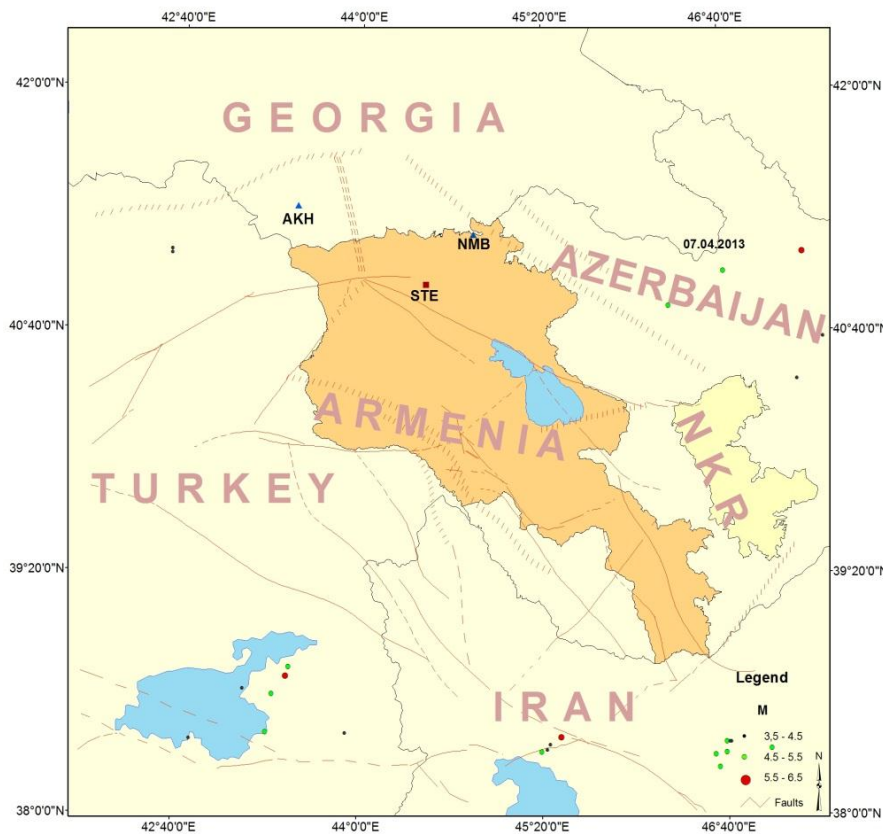 42°40'0"E 44°0'0"E 45°20'0"E 46°40'0"E
42°0'0"N 42°0'0"N
GEORGIA
AKH
NMB
07.04.2013
AZERBAIJAN
STE
40°40'0"N 40°40'0"N
ARMENIA
NKR
TURKEY
39°20'0"N 39°20'0"N
Legend
IRAN
M
3,5 - 4.5
4.5 - 5.5
N
5.5 - 6.5
Faults
38°0'0"N 38°0'0"N
42°40'0"E 44°0'0"E 45°20'0"E 46°40'0"E